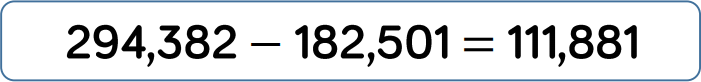 294,382 – 182,501 = 111,881